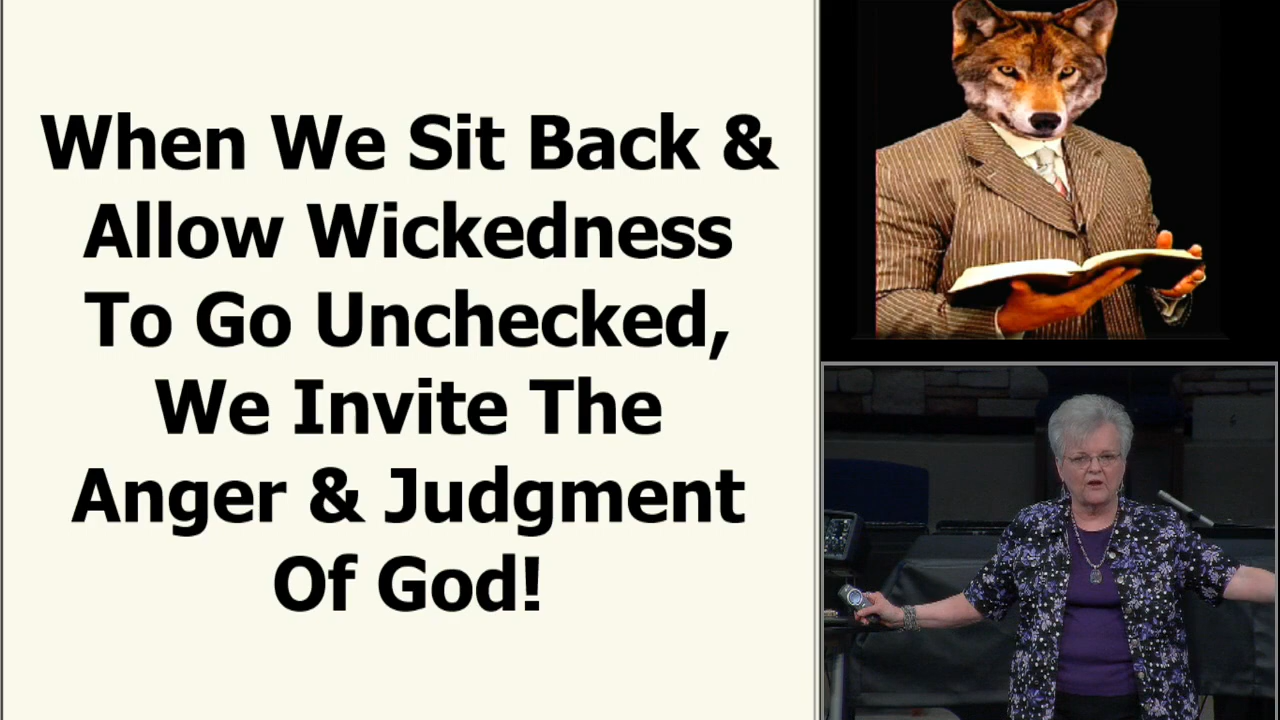 When We Sit Back &
Allow Wickedness
To Go Unchecked,
We Invite The
Anger & Judgment
Of God!